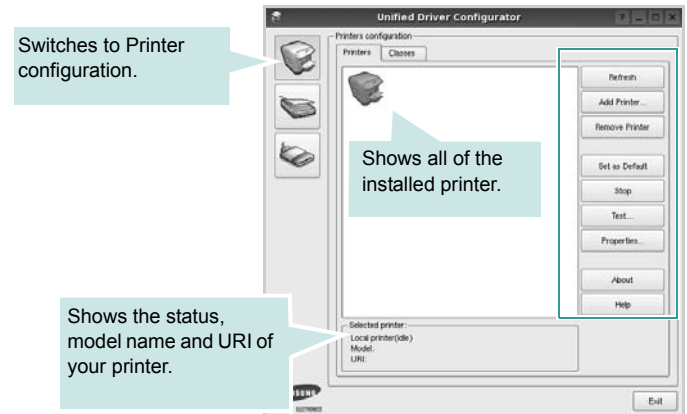 Unified Driver Configurator
Switches to Printer
configuration.
Printers configuration
Printers
Classes
Refresh
Add Printer...
Remove Printer
Shows all of the
installed printer.
Set as Default
Stop
Test...
Properties...
About
Help
Shows the status,
model name and URI of
your printer.
Selected printer:
Local printer(idle)
Model:
URI:
ELECTRONICS
Exit